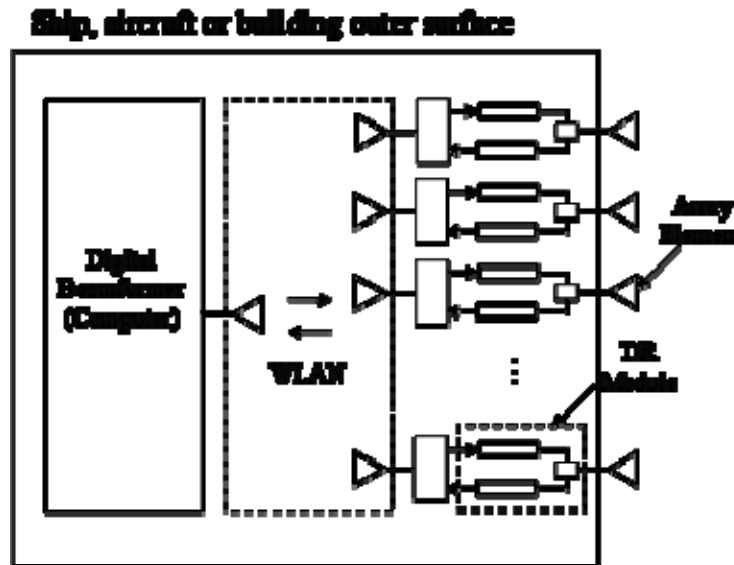 Ship, aircraft or building outer surface
Array
Element
Digital
Beamformer
(Computer)
WLAN
T/R
Module